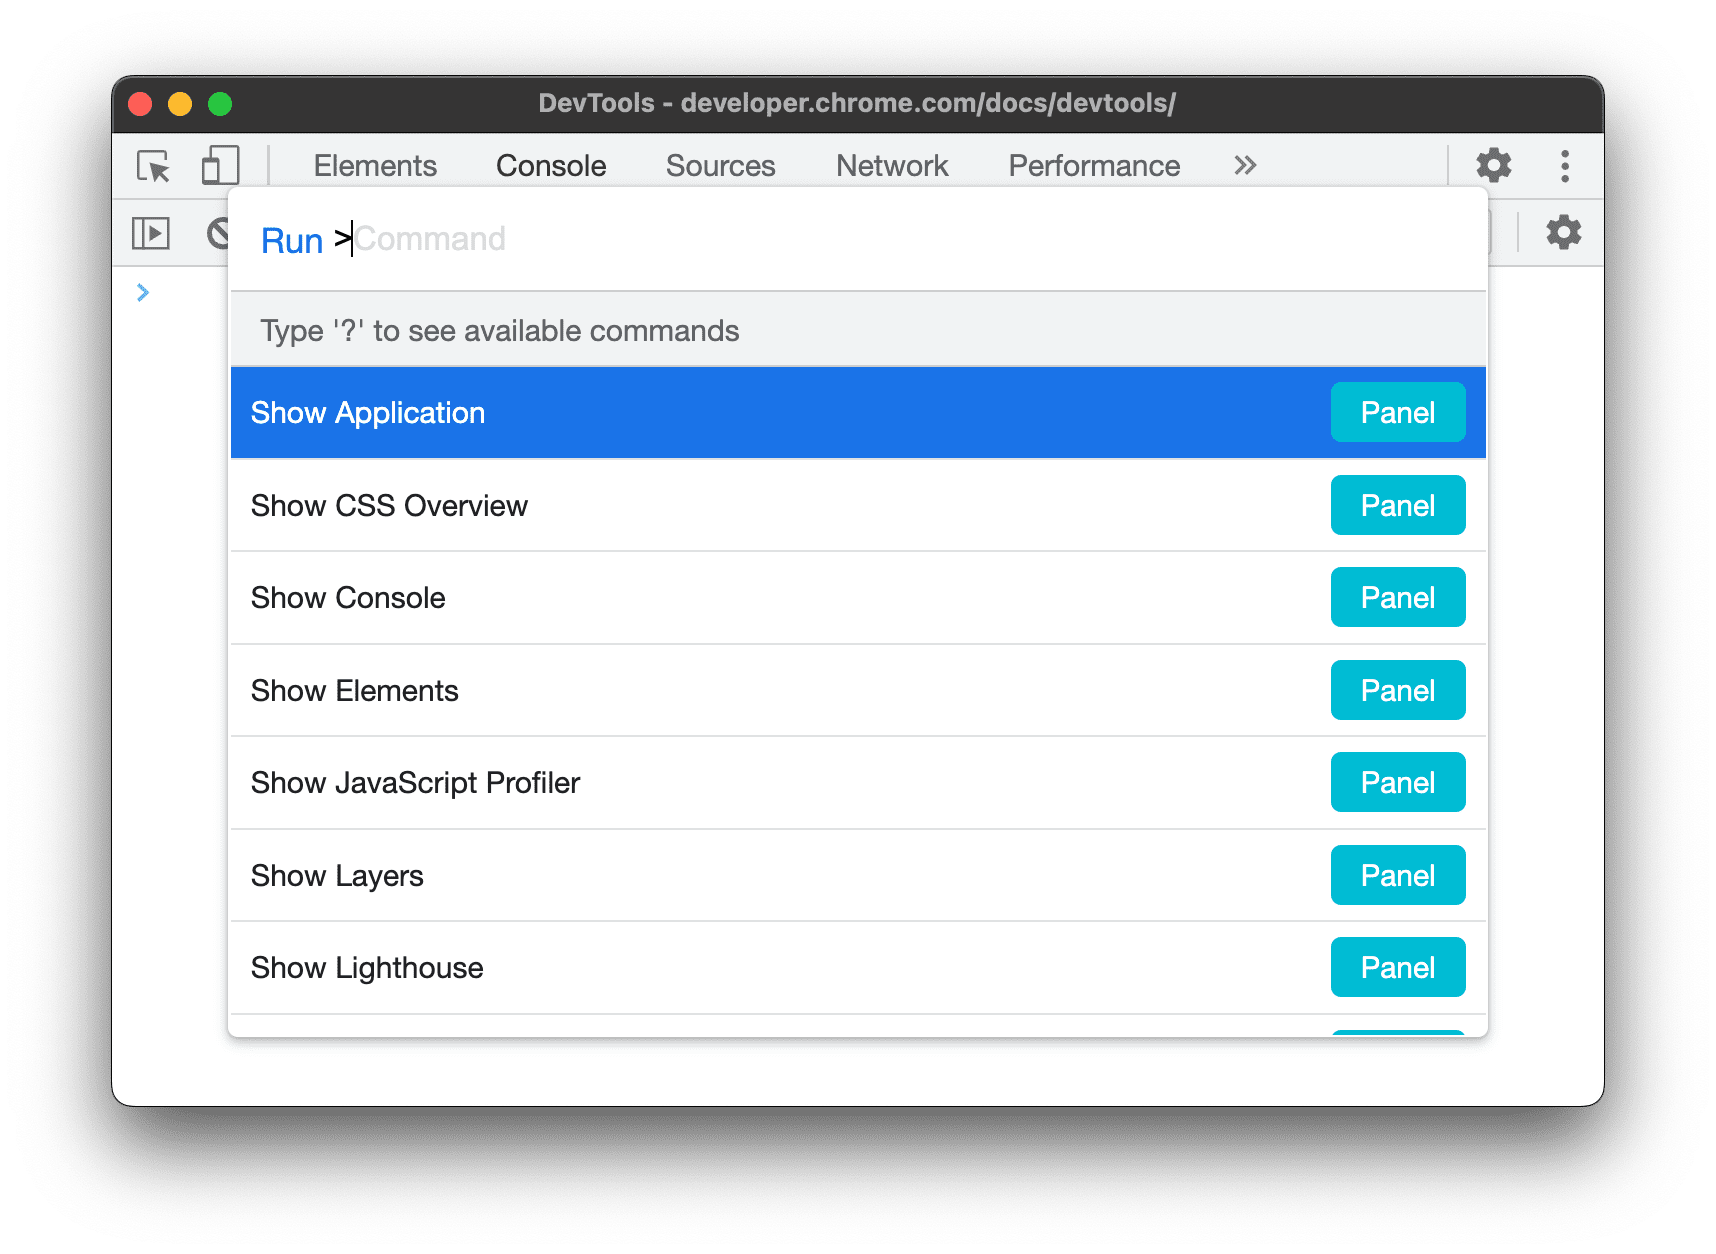 DevTools - developer.chrome.com/docs/devtools/
Elements Console Sources Network Performance »
Run >Command
Type '?' to see available commands
Show Application Panel
Show CSS Overview Panel
Show Console Panel
Show Elements Panel
Show JavaScript Profiler Panel
Show Layers Panel
Show Lighthouse Panel